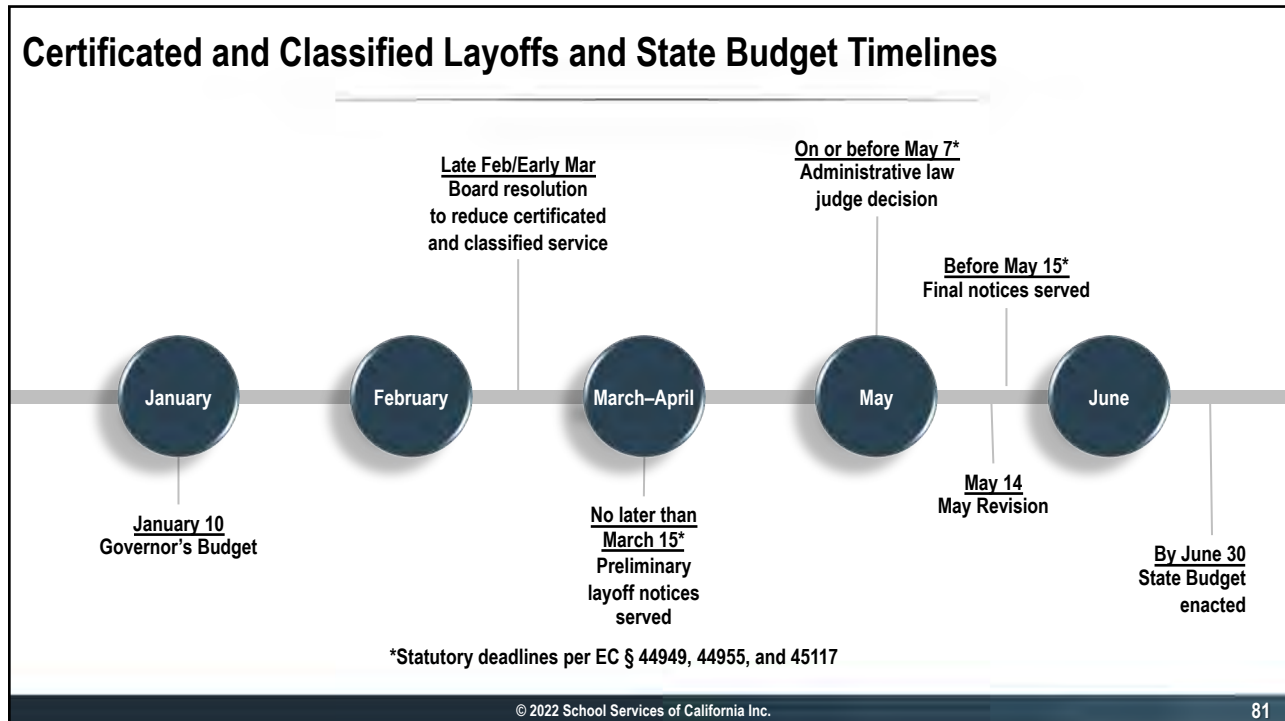 Certificated and Classified Layoffs and State Budget Timelines
Late Feb/Early Mar
Board resolution
to reduce certificated
and classified service
On or before May 7*
Administrative law
judge decision
Before May 15*
Final notices served
January
February
March–April
May
June
January 10
Governor's Budget
No later than
March 15*
Preliminary
layoff notices
served
May 14
May Revision
By June 30
State Budget
enacted
*Statutory deadlines per EC § 44949, 44955, and 45117
© 2022 School Services of California Inc.
81